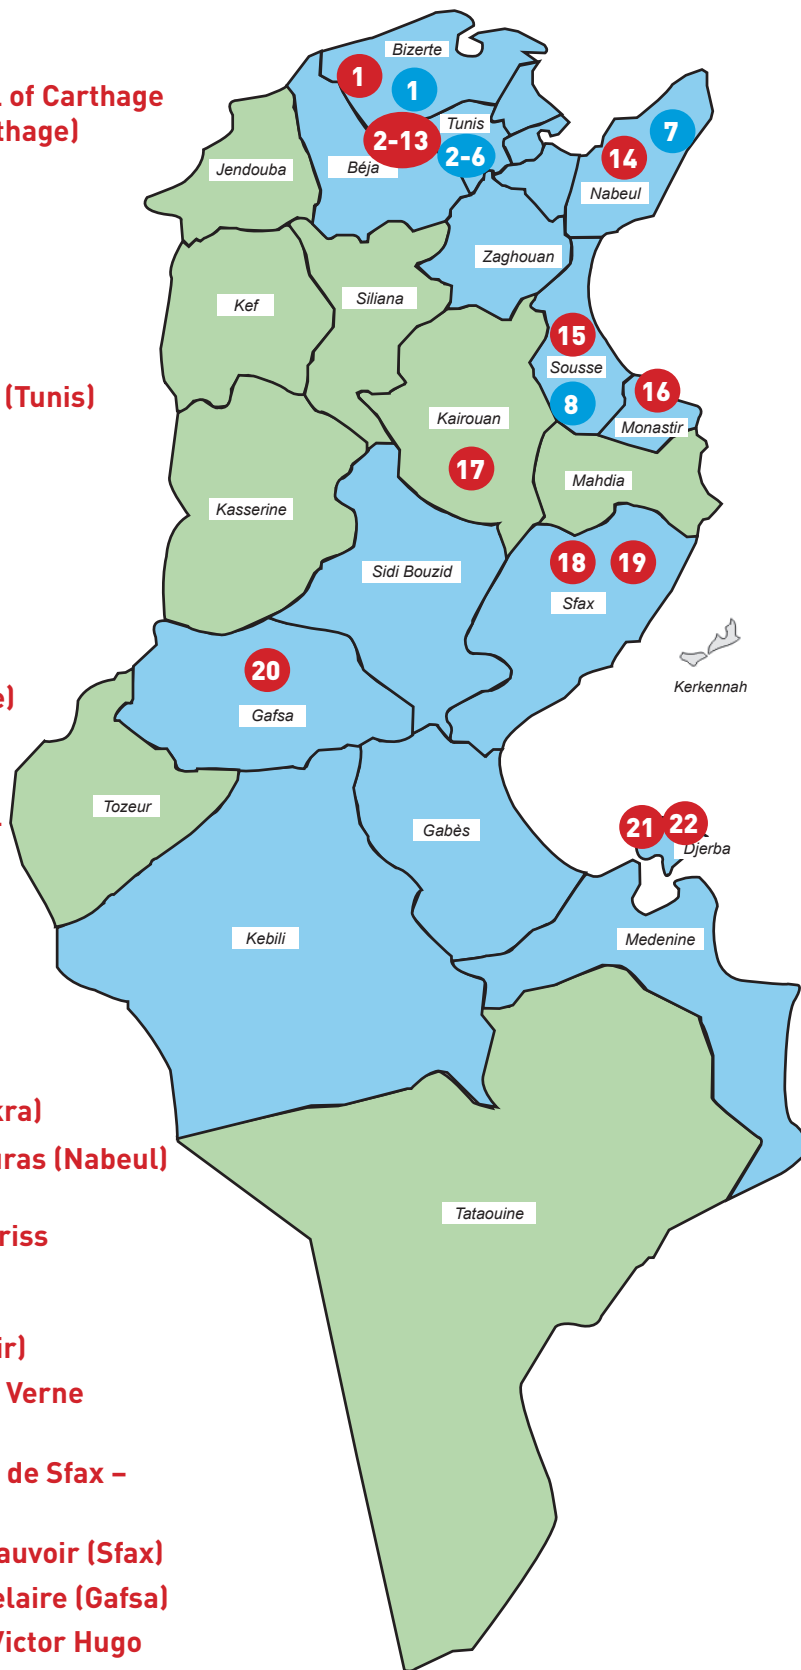 Bizerte
1
. of Carthage
1
thage)
Tunis
7
2-13
2-6
14
Béja
Jendouba
Nabeul
Zaghouan
Siliana
Kef
15
Sousse
(Tunis)
16
8
Kairouan
Monastir
17
Mahdia
Kasserine
18
19
Sidi Bouzid
Sfax
20
Kerkennah
e)
Gafsa
Tozeur
21
22
Gabès
Djerba
Kebili
Medenine
kra)
uras (Nabeul)
Tataouine
riss
ir)
Verne
de Sfax –
auvoir (Sfax)
elaire (Gafsa)
Victor Hugo